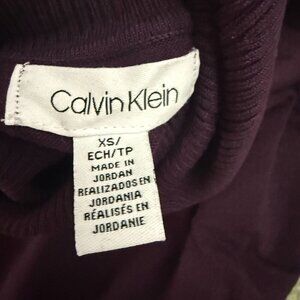 Calvin Klein
XS/
ECH/TP
MADE IN
JORDAN
REALIZADOS EN
JORDANIA
RÉALISÉS EN
JORDANIE